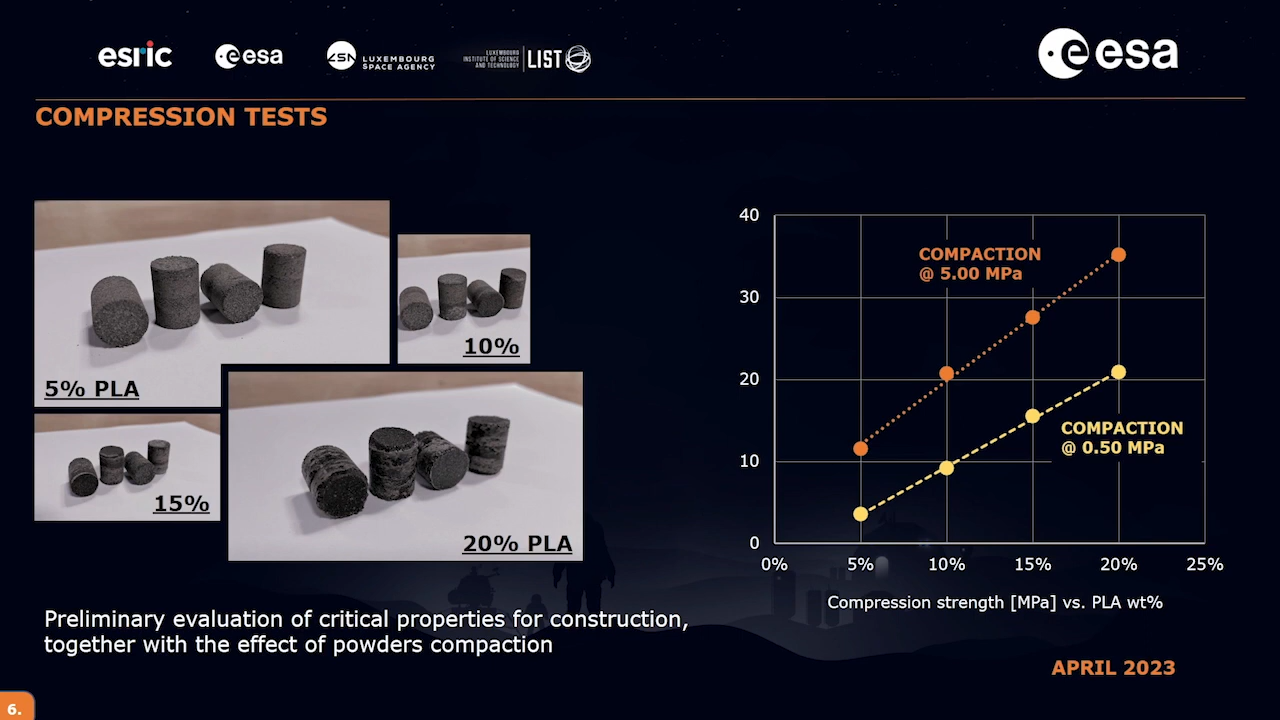 esric
esa
LSA
LUXEMBOURG
SPACE AGENCY
LUXEMBOURG
INSTITUTE OF SCIENCE
AND TECHNOLOGY
LIST
esa
COMPRESSION TESTS
5% PLA
10%
15%
20% PLA
Preliminary evaluation of critical properties for construction,
together with the effect of powders compaction
40
30
20
10
0
0% 5% 10% 15% 20% 25%
COMPACTION
@ 5.00 MPa
COMPACTION
@ 0.50 MPa
Compression strength [MPa] vs. PLA wt%
APRIL 2023
6.